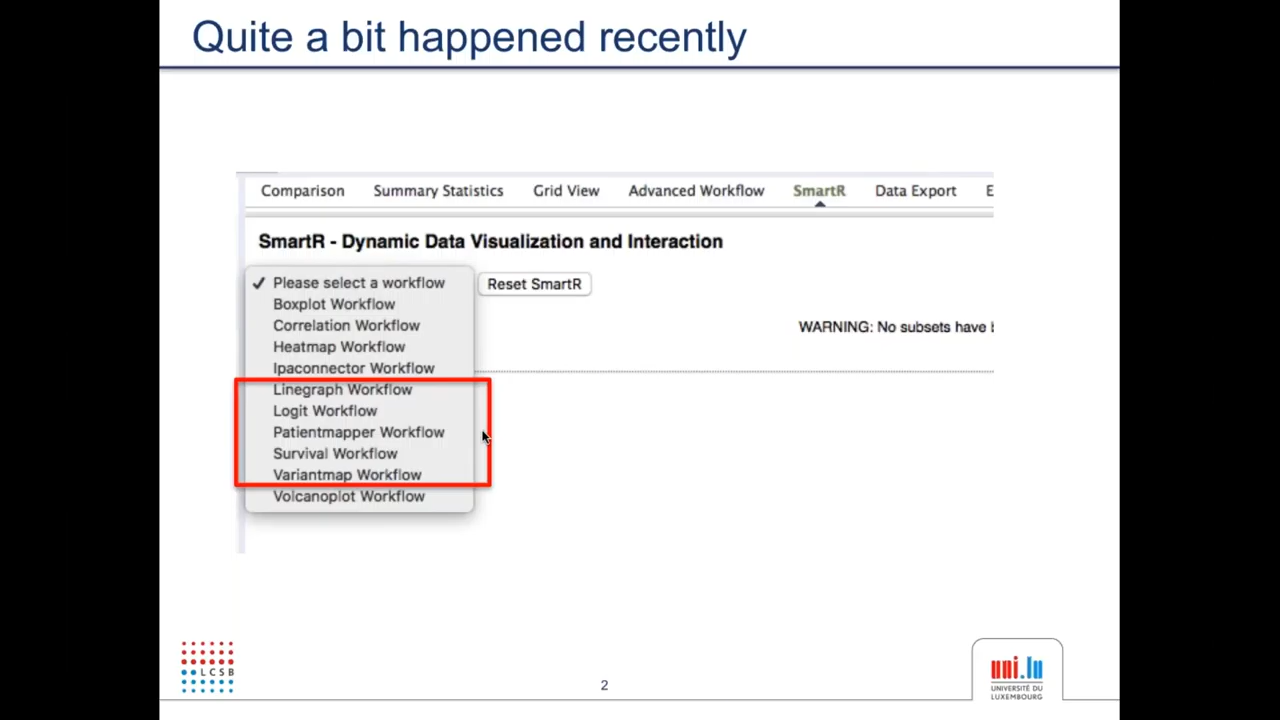 Quite a bit happened recently
Comparison Summary Statistics Grid View Advanced Workflow SmartR Data Export E
SmartR - Dynamic Data Visualization and Interaction
✓ Please select a workflow Reset SmartR
Boxplot Workflow
Correlation Workflow
WARNING: No subsets have
Heatmap Workflow
Ipaconnector Workflow
Linegraph Workflow
Logit Workflow
Patientmapper Workflow
Survival Workflow
Variantmap Workflow
Volcanoplot Workflow
LCSB
2
uni.lu
UNIVERSITÉ DU
LUXEMBOURG